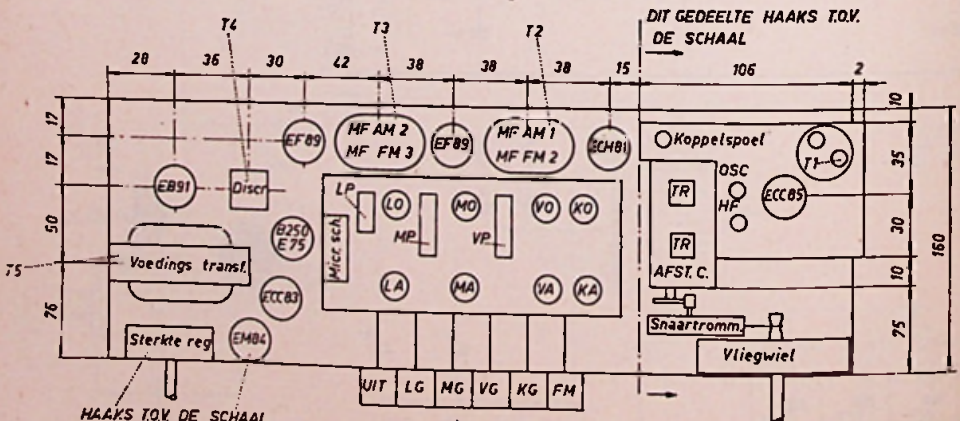 DIT GEDEELTE HAAKS T.O.V.
DE SCHAAL
T4
T3
T2
28
36
30
42
38
38
38
15
106
2
17
17
50
76
10
35
30
10
75
160
EF89
MF AM 2
MF FM 3
EF89
MF AM 1
MF FM 2
ECH81
Koppelspoel
T1
EB91
Discr
LP
LO
MO
VO
KO
TR
OSC
HF
ECC85
B250
E75
Micr. sch.
MP
VP
TR
T5
Voedings transf.
LA
MA
VA
KA
AFST. C.
ECC83
Snaartromm.
Sterkte reg
EM84
Vliegwiel
UIT
LG
MG
VG
KG
FM
HAAKS T.O.V. DE SCHAAL